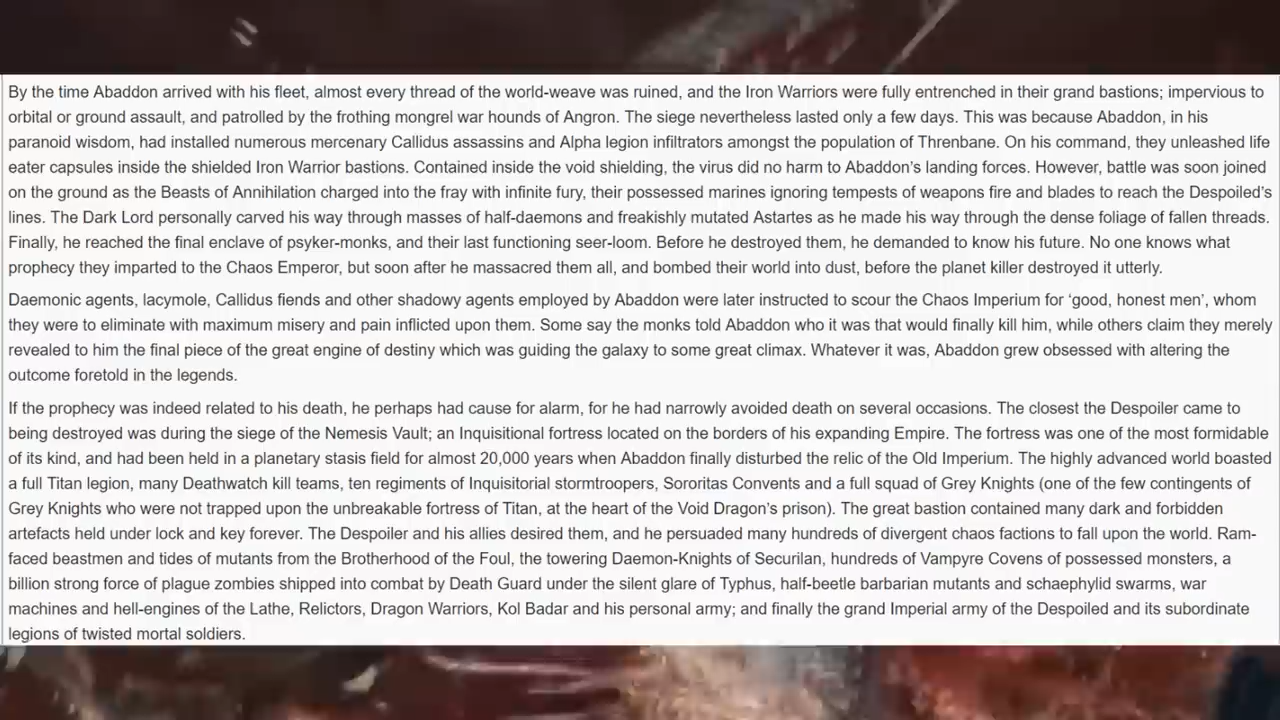 By the time Abaddon arrived with his fleet, almost every thread of the world-weave was ruined, and the Iron Warriors were fully entrenched in their grand bastions; impervious to
orbital or ground assault, and patrolled by the frothing mongrel war hounds of Angron. The siege nevertheless lasted only a few days. This was because Abaddon, in his
paranoid wisdom, had installed numerous mercenary Callidus assassins and Alpha legion infiltrators amongst the population of Threnbane. On his command, they unleashed life
eater capsules inside the shielded Iron Warrior bastions. Contained inside the void shielding, the virus did no harm to Abaddon's landing forces. However, battle was soon joined
on the ground as the Beasts of Annihilation charged into the fray with infinite fury, their possessed marines ignoring tempests of weapons fire and blades to reach the Despoiled's
lines. The Dark Lord personally carved his way through masses of half-daemons and freakishly mutated Astartes as he made his way through the dense foliage of fallen threads.
Finally, he reached the final enclave of psyker-monks, and their last functioning seer-loom. Before he destroyed them, he demanded to know his future. No one knows what
prophecy they imparted to the Chaos Emperor, but soon after he massacred them all, and bombed their world into dust, before the planet killer destroyed it utterly.
Daemonic agents, lacymole, Callidus fiends and other shadowy agents employed by Abaddon were later instructed to scour the Chaos Imperium for 'good, honest men', whom
they were to eliminate with maximum misery and pain inflicted upon them. Some say the monks told Abaddon who it was that would finally kill him, while others claim they merely
revealed to him the final piece of the great engine of destiny which was guiding the galaxy to some great climax. Whatever it was, Abaddon grew obsessed with altering the
outcome foretold in the legends.
If the prophecy was indeed related to his death, he perhaps had cause for alarm, for he had narrowly avoided death on several occasions. The closest the Despoiler came to
being destroyed was during the siege of the Nemesis Vault; an Inquisitional fortress located on the borders of his expanding Empire. The fortress was one of the most formidable
of its kind, and had been held in a planetary stasis field for almost 20,000 years when Abaddon finally disturbed the relic of the Old Imperium. The highly advanced world boasted
a full Titan legion, many Deathwatch kill teams, ten regiments of Inquisitorial stormtroopers, Sororitas Convents and a full squad of Grey Knights (one of the few contingents of
Grey Knights who were not trapped upon the unbreakable fortress of Titan, at the heart of the Void Dragon's prison). The great bastion contained many dark and forbidden
artefacts held under lock and key forever. The Despoiler and his allies desired them, and he persuaded many hundreds of divergent chaos factions to fall upon the world. Ram-
faced beastmen and tides of mutants from the Brotherhood of the Foul, the towering Daemon-Knights of Securilan, hundreds of Vampyre Covens of possessed monsters, a
billion strong force of plague zombies shipped into combat by Death Guard under the silent glare of Typhus, half-beetle barbarian mutants and schaephylid swarms, war
machines and hell-engines of the Lathe, Relictors, Dragon Warriors, Kol Badar and his personal army; and finally the grand Imperial army of the Despoiled and its subordinate
legions of twisted mortal soldiers.